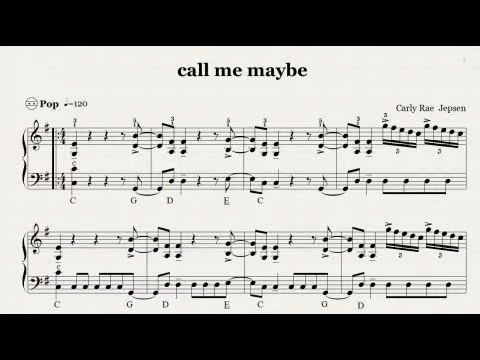 call me maybe
Pop ♩=120
Carly Rae Jepsen
C G D E C
C G D E C G D